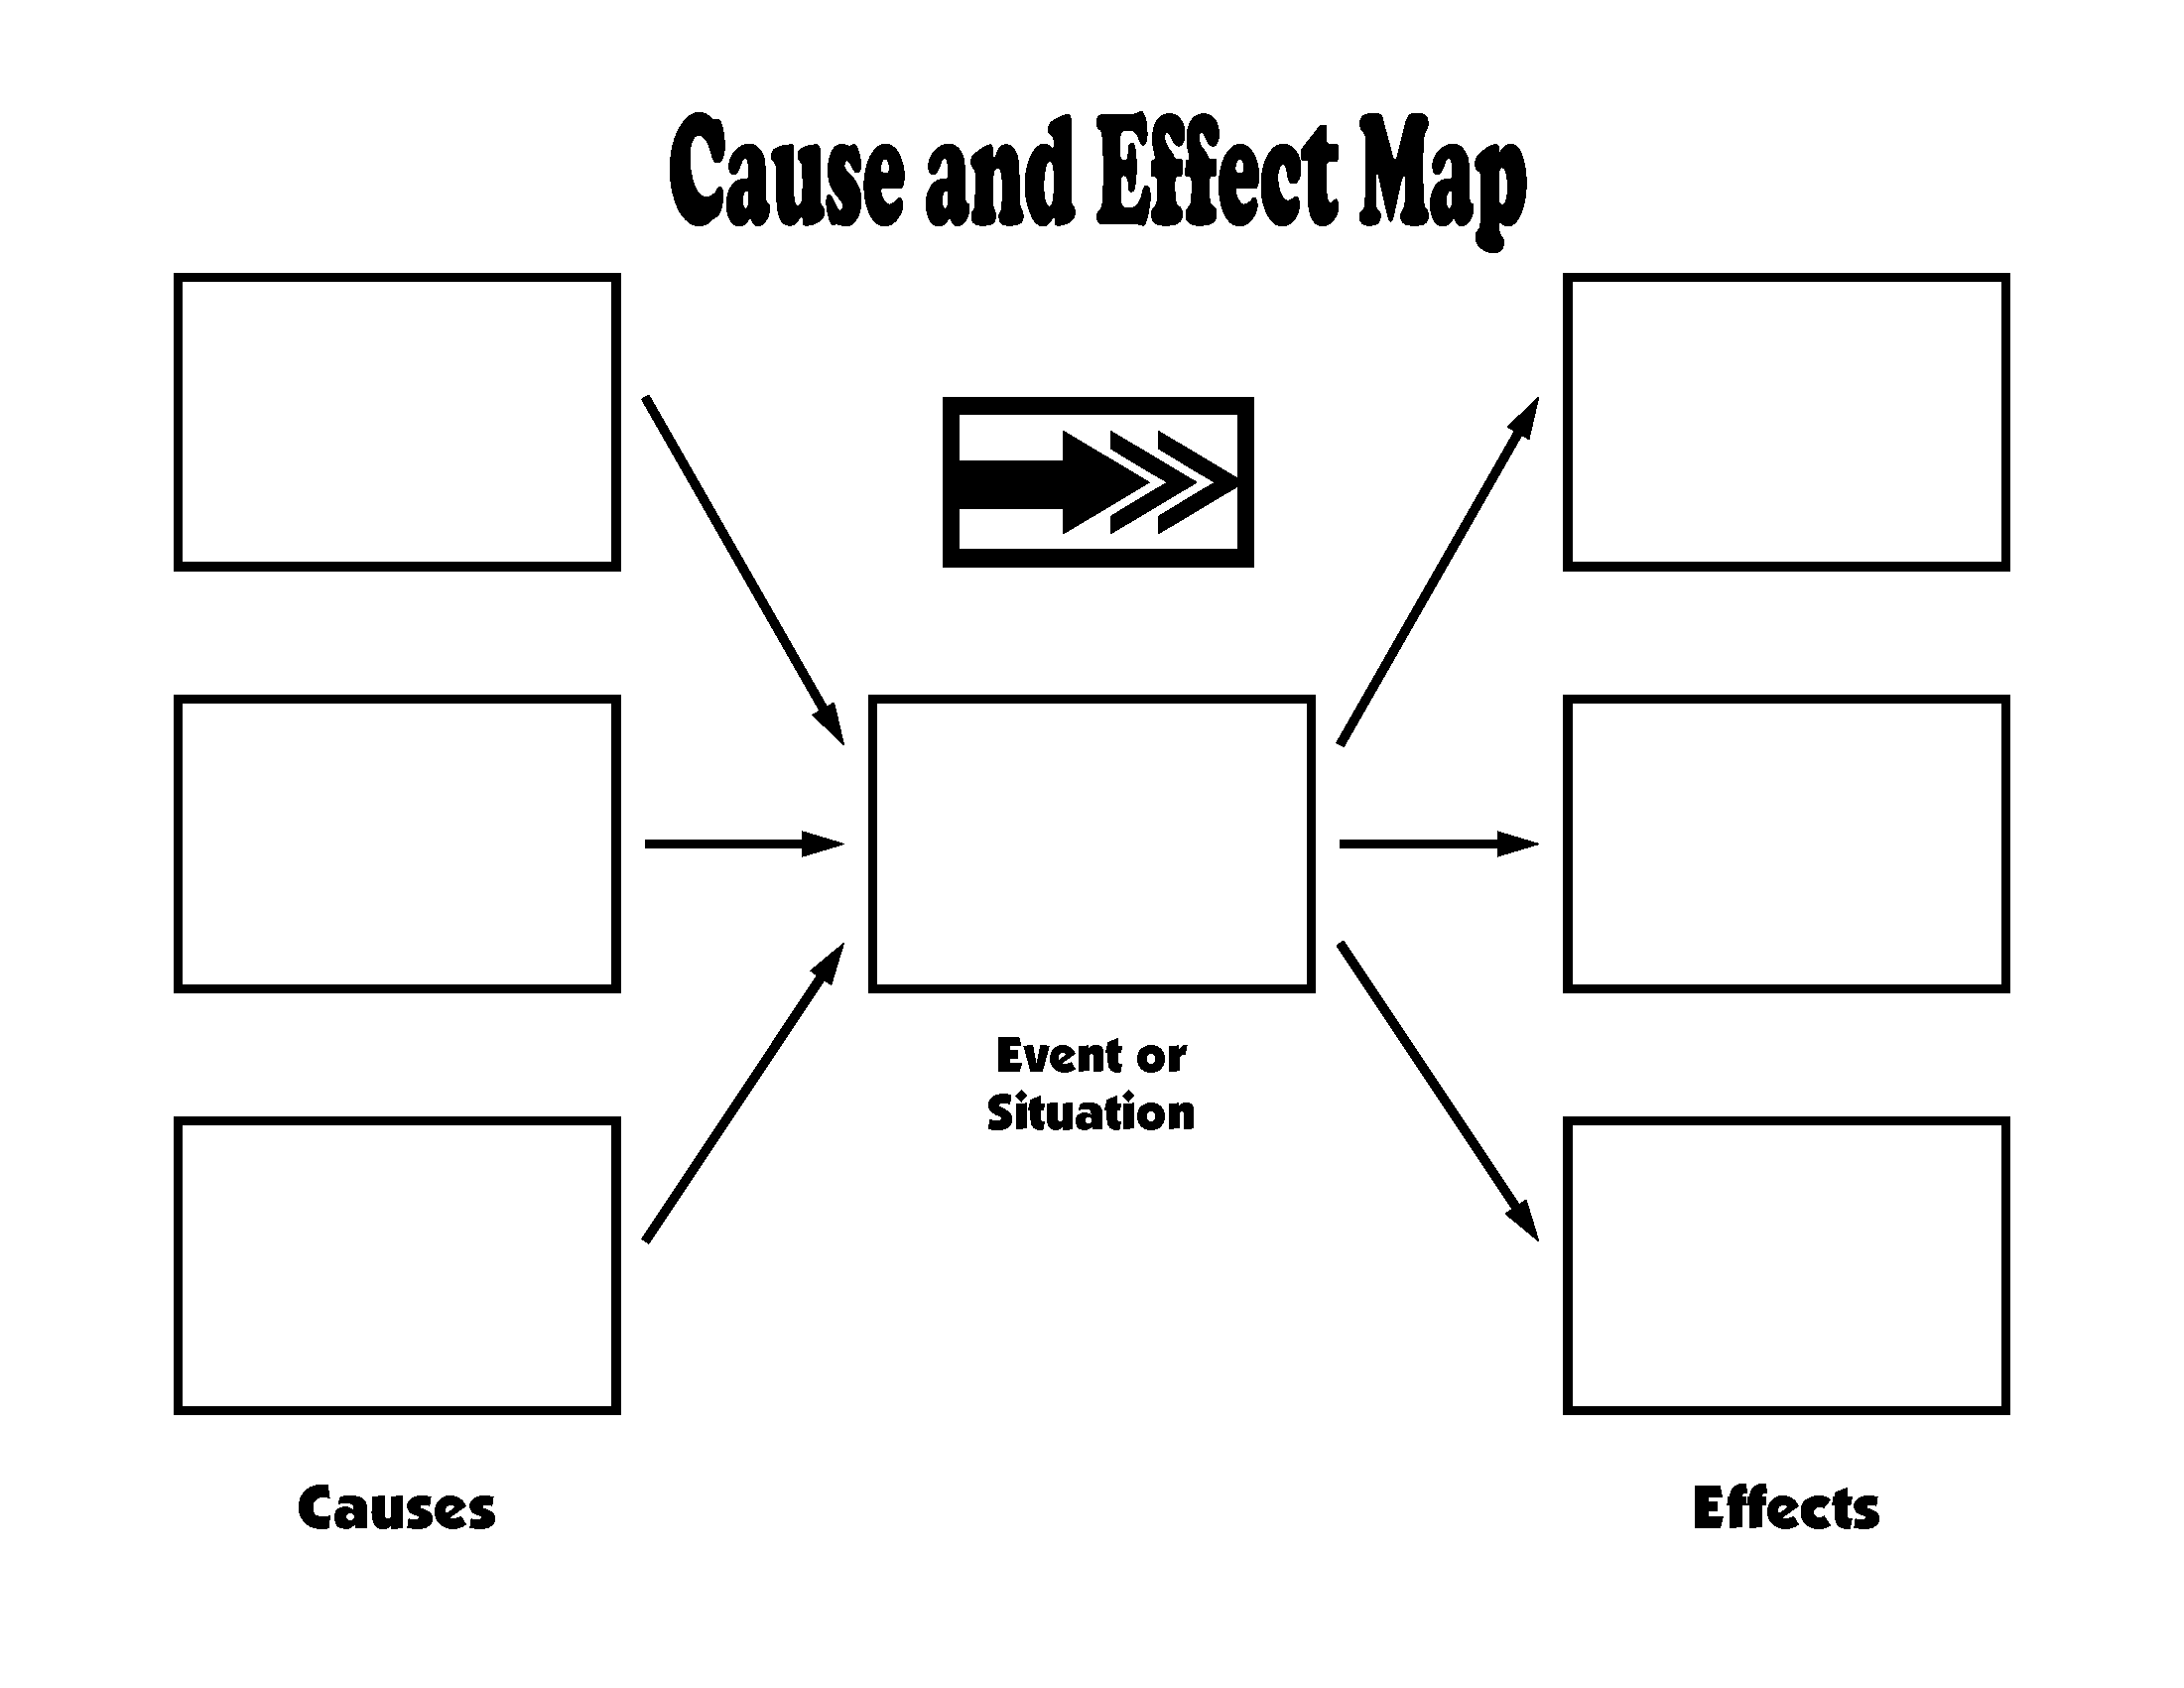 Cause and Effect Map
Event or
Situation
Causes
Effects